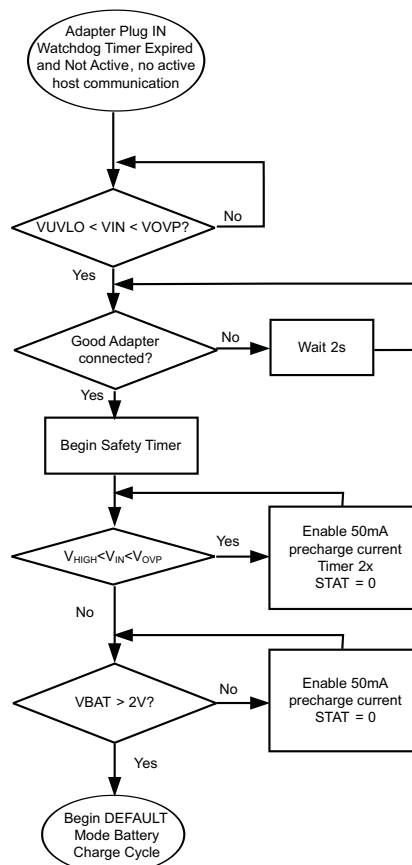 Adapter Plug IN
Watchdog Timer Expired
and Not Active, no active
host communication
VUVLO < VIN < VOVP?
No
Yes
Good Adapter
connected?
No
Wait 2s
Yes
Begin Safety Timer
VHIGH<VIN<VOVP
Yes
Enable 50mA
precharge current
Timer 2x
STAT = 0
No
VBAT > 2V?
No
Enable 50mA
precharge current
STAT = 0
Yes
Begin DEFAULT
Mode Battery
Charge Cycle